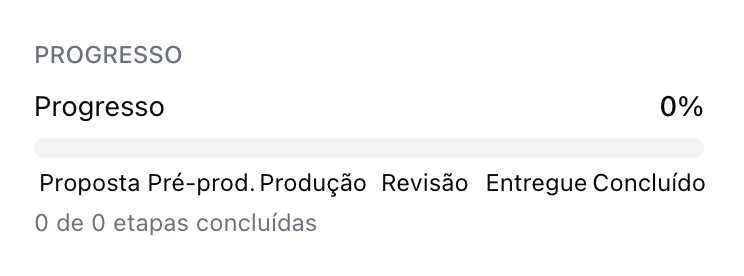 PROGRESSO
Progresso 0%
Proposta Pré-prod. Produção Revisão Entregue Concluído
0 de 0 etapas concluídas